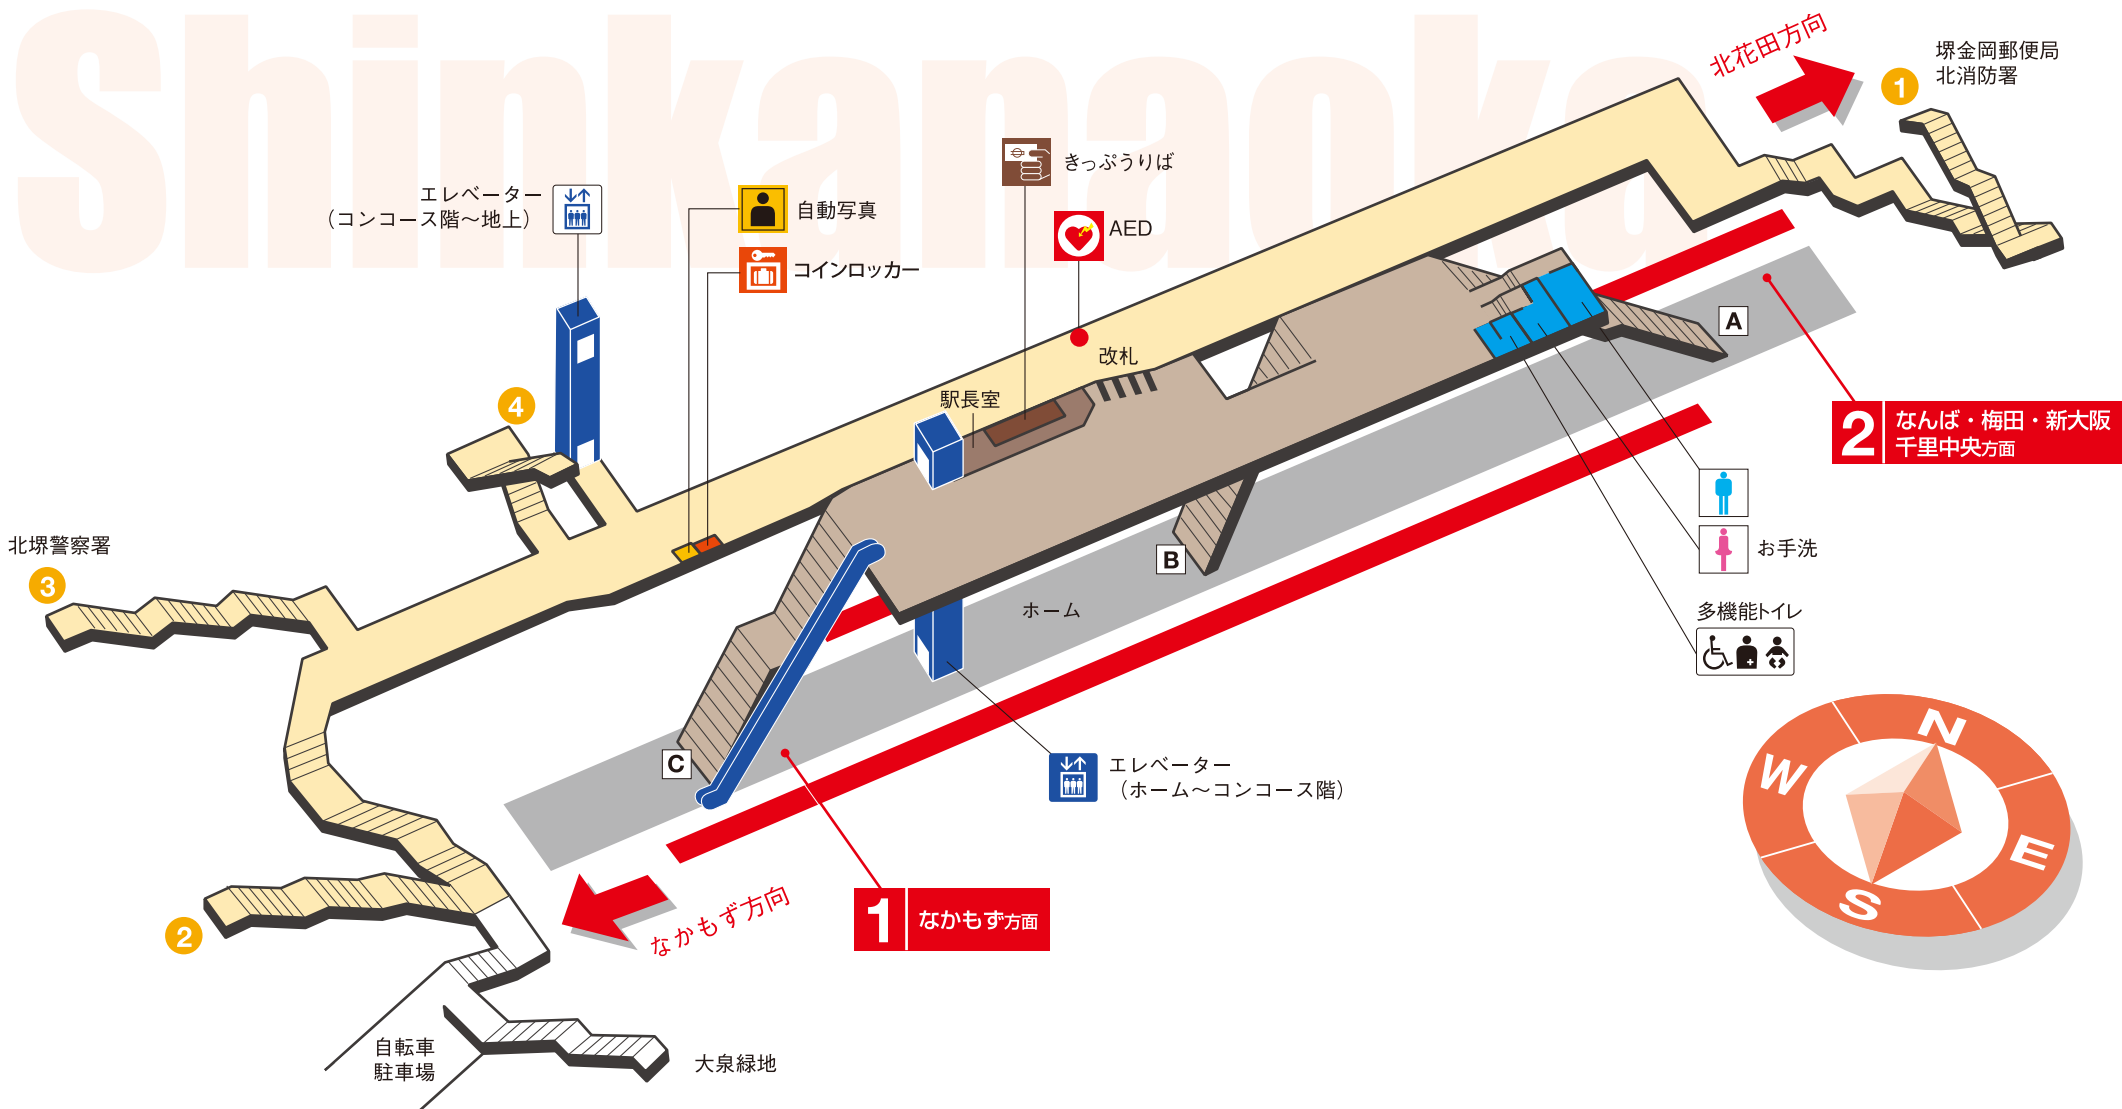 Shinkanaoka
北花田方向
堺金岡郵便局
北消防署
1
きっぷうりば
エレベーター
（コンコース階～地上）
自動写真
AED
コインロッカー
A
改札
駅長室
4
2 なんば・梅田・新大阪
千里中央方面
北堺警察署
3
B
お手洗
ホーム
多機能トイレ
C
エレベーター
（ホーム～コンコース階）
N
W
E
S
なかもず方向
1 なかもず方面
2
自転車
駐車場
大泉緑地